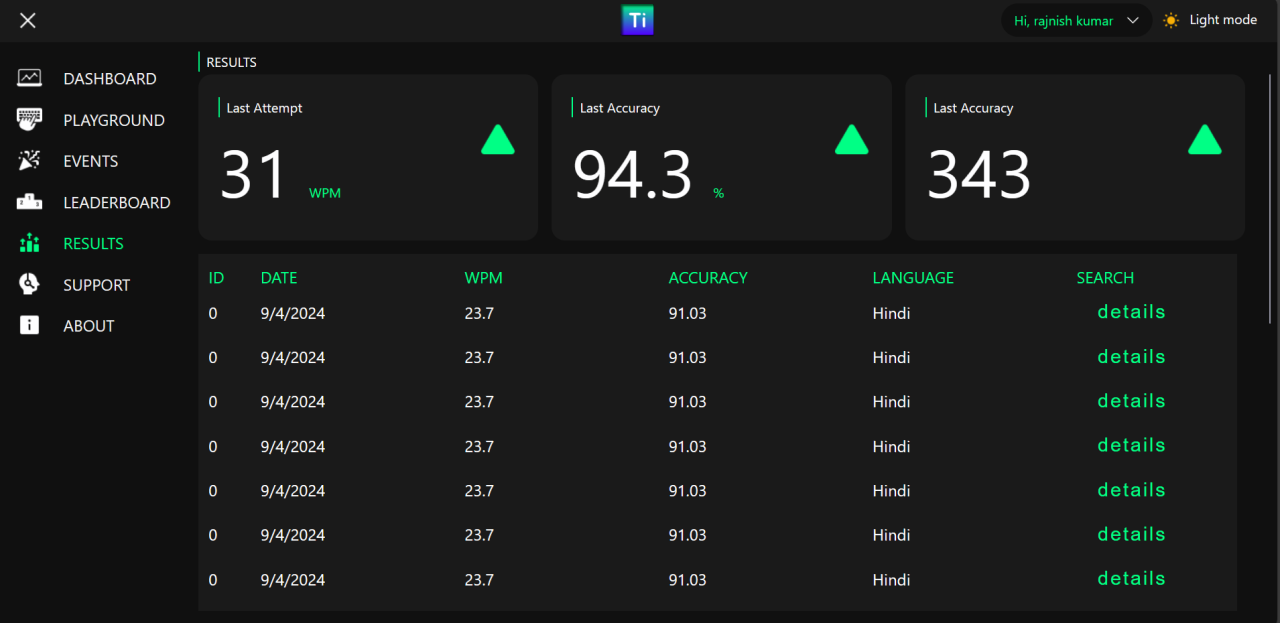 Ti
Hi, rajnish kumar
Light mode
DASHBOARD
PLAYGROUND
EVENTS
LEADERBOARD
RESULTS
SUPPORT
ABOUT
RESULTS
Last Attempt
31 WPM
Last Accuracy
94.3 %
Last Accuracy
343
ID DATE WPM ACCURACY LANGUAGE SEARCH
0 9/4/2024 23.7 91.03 Hindi details
0 9/4/2024 23.7 91.03 Hindi details
0 9/4/2024 23.7 91.03 Hindi details
0 9/4/2024 23.7 91.03 Hindi details
0 9/4/2024 23.7 91.03 Hindi details
0 9/4/2024 23.7 91.03 Hindi details
0 9/4/2024 23.7 91.03 Hindi details